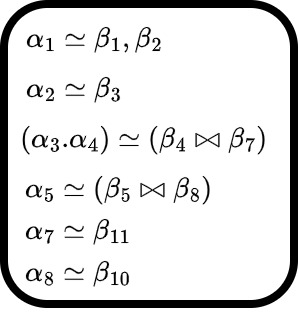 α₁ ≃ β₁, β₂
α₂ ≃ β₃
(α₃.α₄) ≃ (β₄ ⋈ β₇)
α₅ ≃ (β₅ ⋈ β₈)
α₇ ≃ β₁₁
α₈ ≃ β₁₀